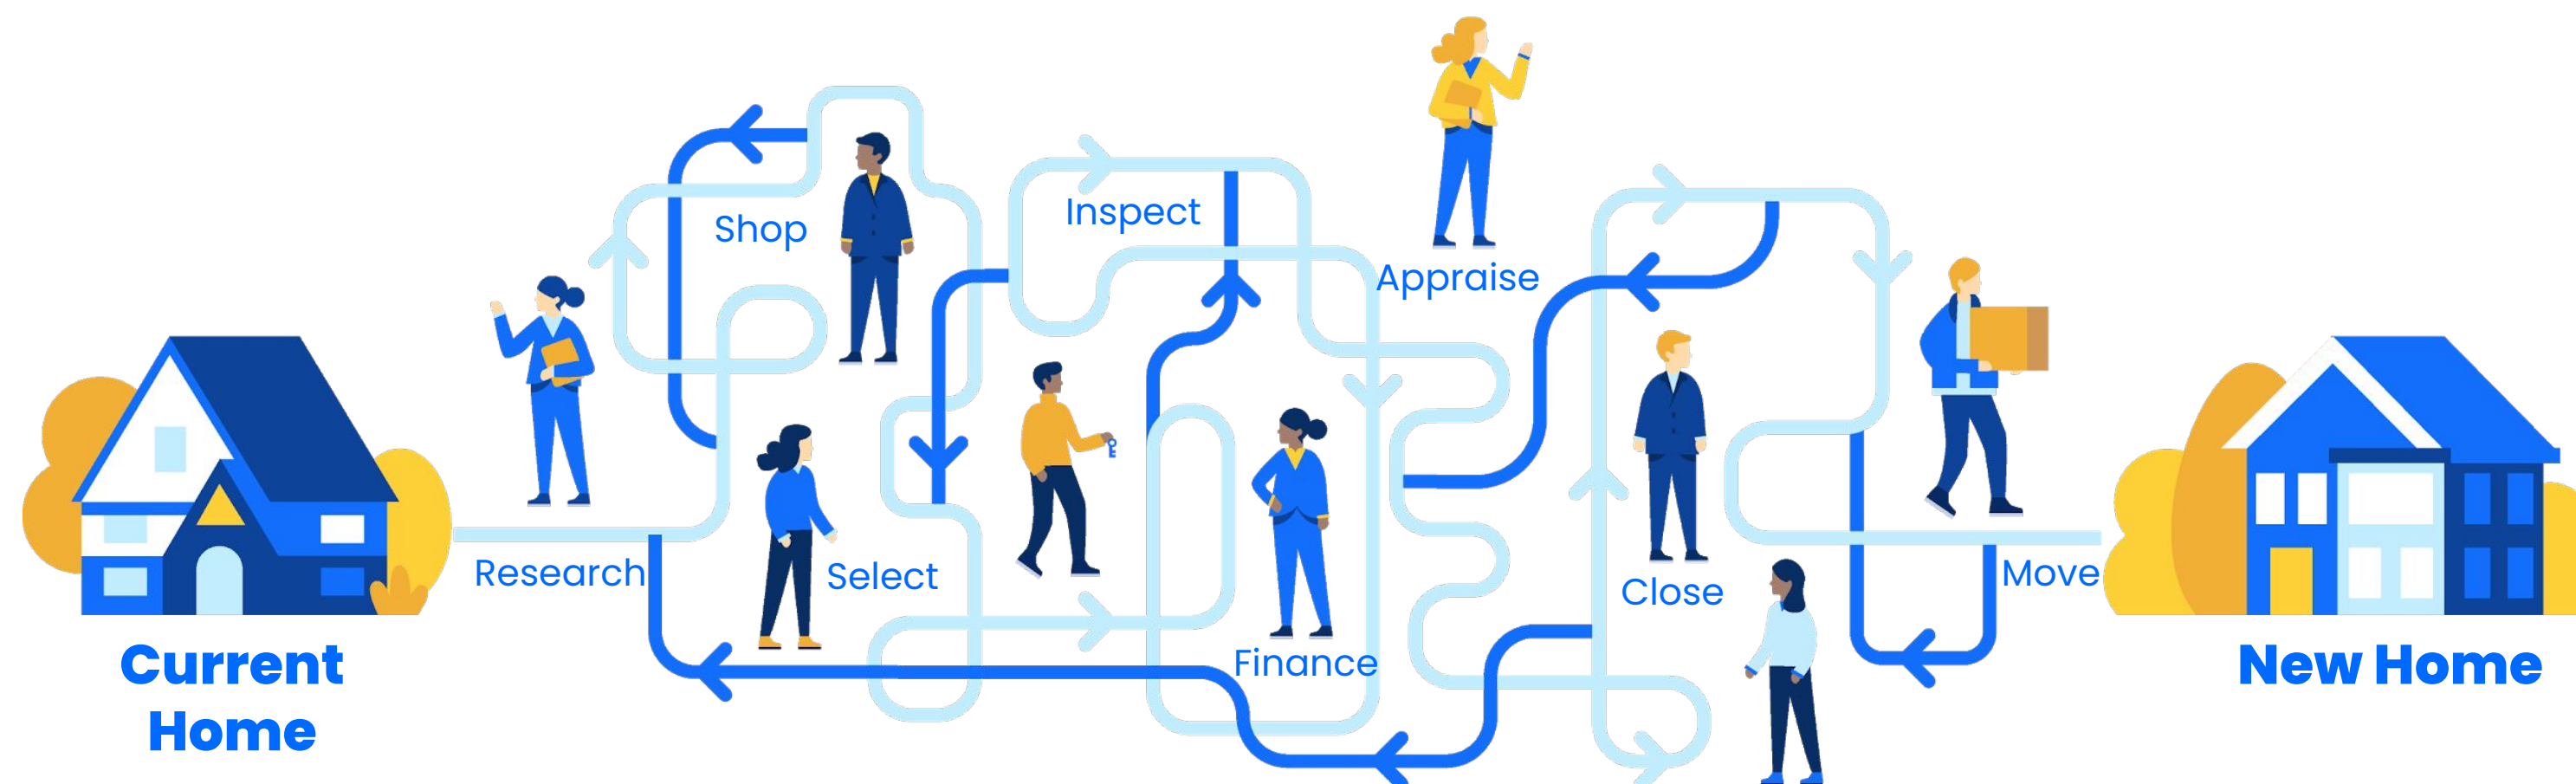 Current
Home
Research
Shop
Select
Inspect
Finance
Appraise
Close
Move
New Home